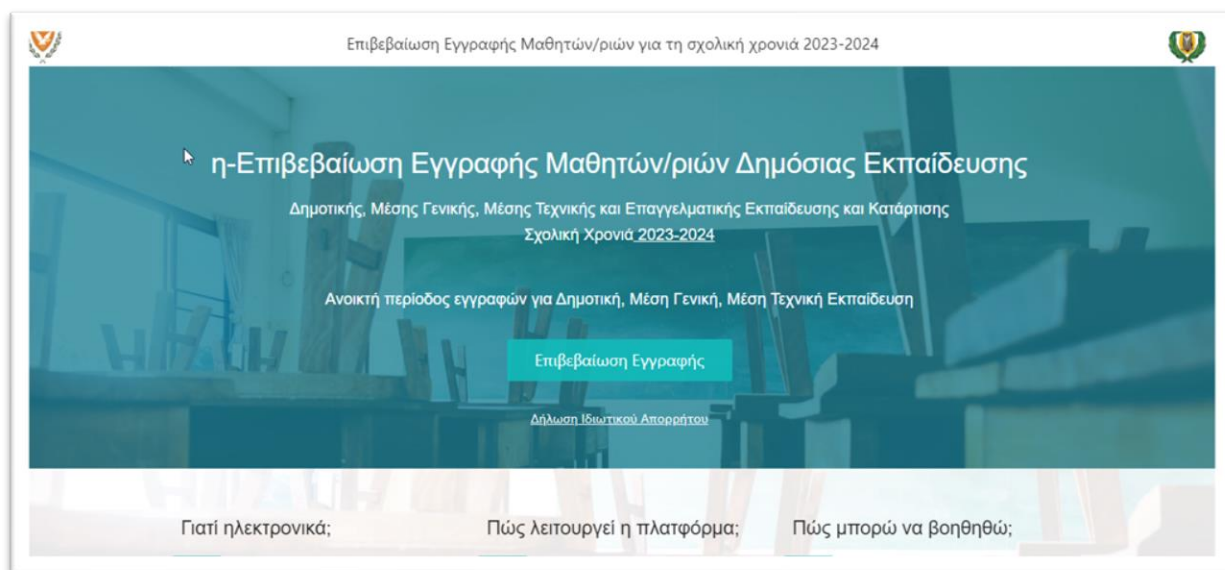 Επιβεβαίωση Εγγραφής Μαθητών/ριών για τη σχολική χρονιά 2023-2024
η-Επιβεβαίωση Εγγραφής Μαθητών/ριών Δημόσιας Εκπαίδευσης
Δημοτικής, Μέσης Γενικής, Μέσης Τεχνικής και Επαγγελματικής Εκπαίδευσης και Κατάρτισης
Σχολική Χρονιά 2023-2024
Ανοικτή περίοδος εγγραφών για Δημοτική, Μέση Γενική, Μέση Τεχνική Εκπαίδευση
Επιβεβαίωση Εγγραφής
Δήλωση Ιδιωτικού Απορρήτου
Γιατί ηλεκτρονικά; Πώς λειτουργεί η πλατφόρμα; Πώς μπορώ να βοηθηθώ;